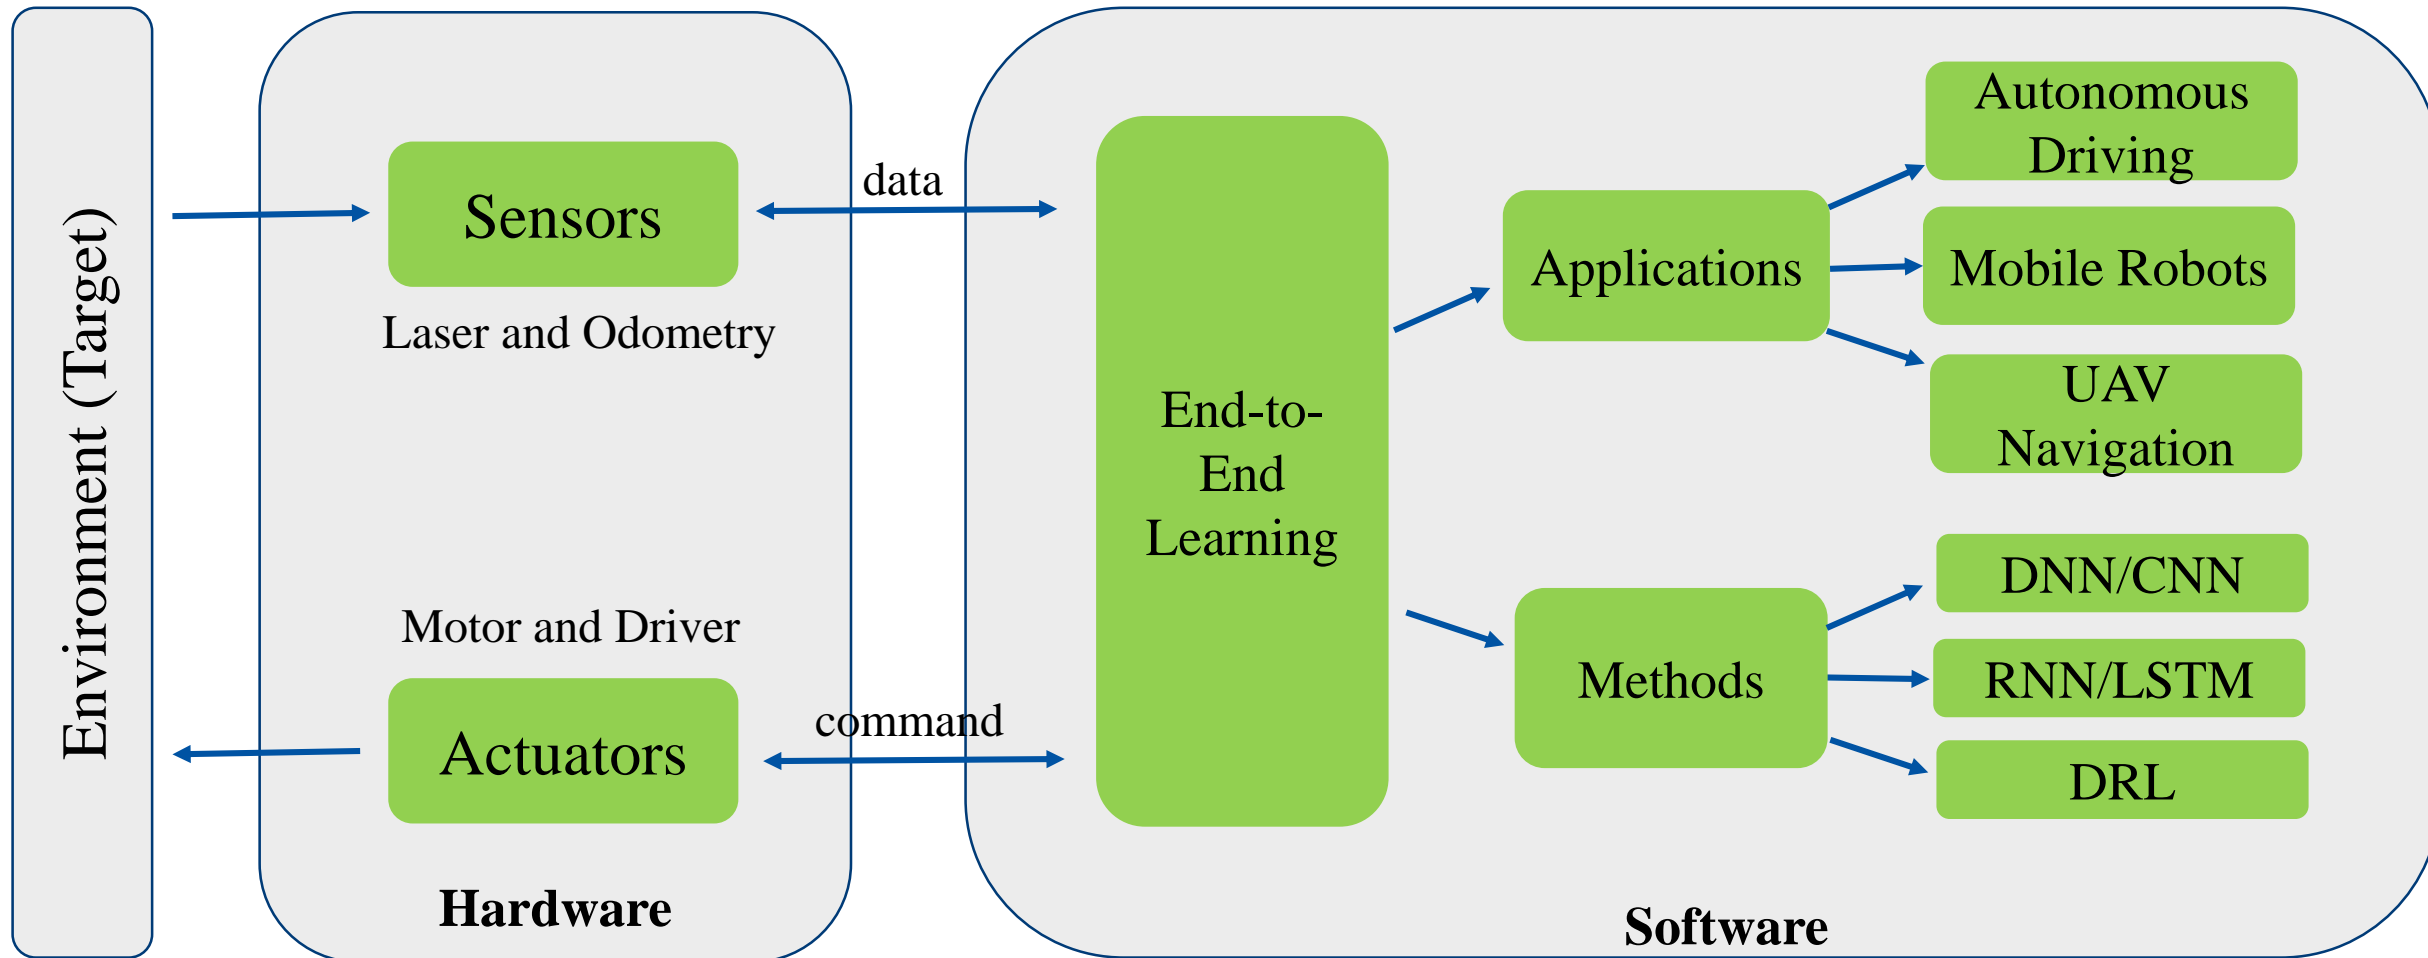 Environment (Target)
Sensors
Laser and Odometry
Motor and Driver
Actuators
Hardware
data
command
End-to-
End
Learning
Applications
Autonomous
Driving
Mobile Robots
UAV
Navigation
Methods
DNN/CNN
RNN/LSTM
DRL
Software